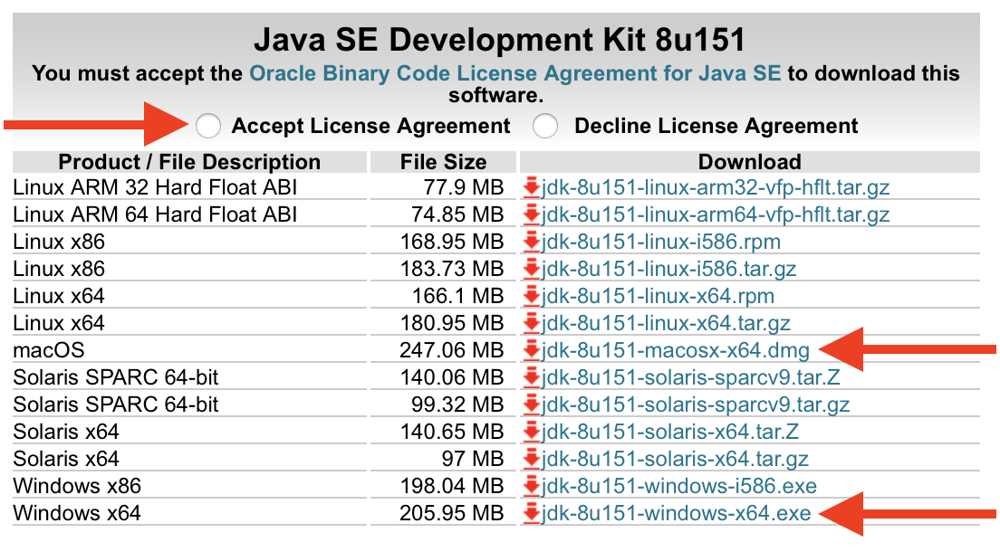 Java SE Development Kit 8u151
You must accept the Oracle Binary Code License Agreement for Java SE to download this
software.
Accept License Agreement Decline License Agreement
Product / File Description File Size Download
Linux ARM 32 Hard Float ABI 77.9 MB jdk-8u151-linux-arm32-vfp-hflt.tar.gz
Linux ARM 64 Hard Float ABI 74.85 MB jdk-8u151-linux-arm64-vfp-hflt.tar.gz
Linux x86 168.95 MB jdk-8u151-linux-i586.rpm
Linux x86 183.73 MB jdk-8u151-linux-i586.tar.gz
Linux x64 166.1 MB jdk-8u151-linux-x64.rpm
Linux x64 180.95 MB jdk-8u151-linux-x64.tar.gz
macOS 247.06 MB jdk-8u151-macosx-x64.dmg
Solaris SPARC 64-bit 140.06 MB jdk-8u151-solaris-sparcv9.tar.Z
Solaris SPARC 64-bit 99.32 MB jdk-8u151-solaris-sparcv9.tar.gz
Solaris x64 140.65 MB jdk-8u151-solaris-x64.tar.Z
Solaris x64 97 MB jdk-8u151-solaris-x64.tar.gz
Windows x86 198.04 MB jdk-8u151-windows-i586.exe
Windows x64 205.95 MB jdk-8u151-windows-x64.exe